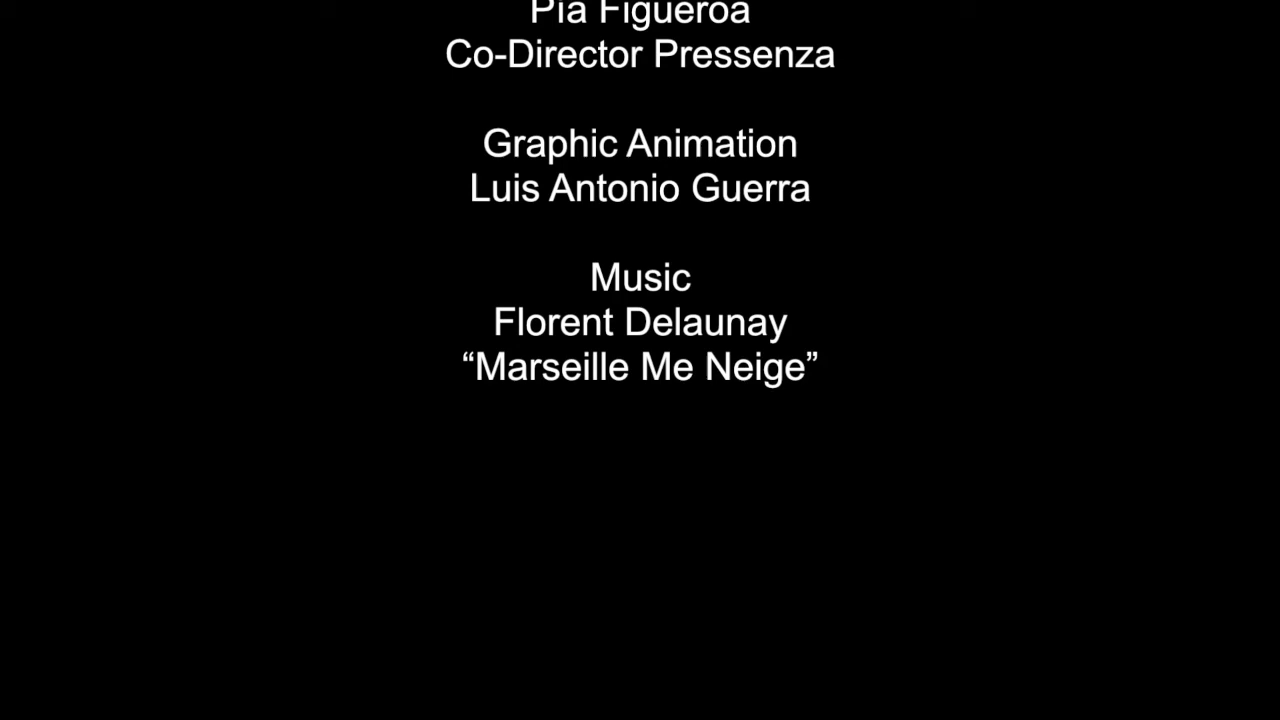 Pía Figueroa
Co-Director Pressenza
Graphic Animation
Luis Antonio Guerra
Music
Florent Delaunay
“Marseille Me Neige”